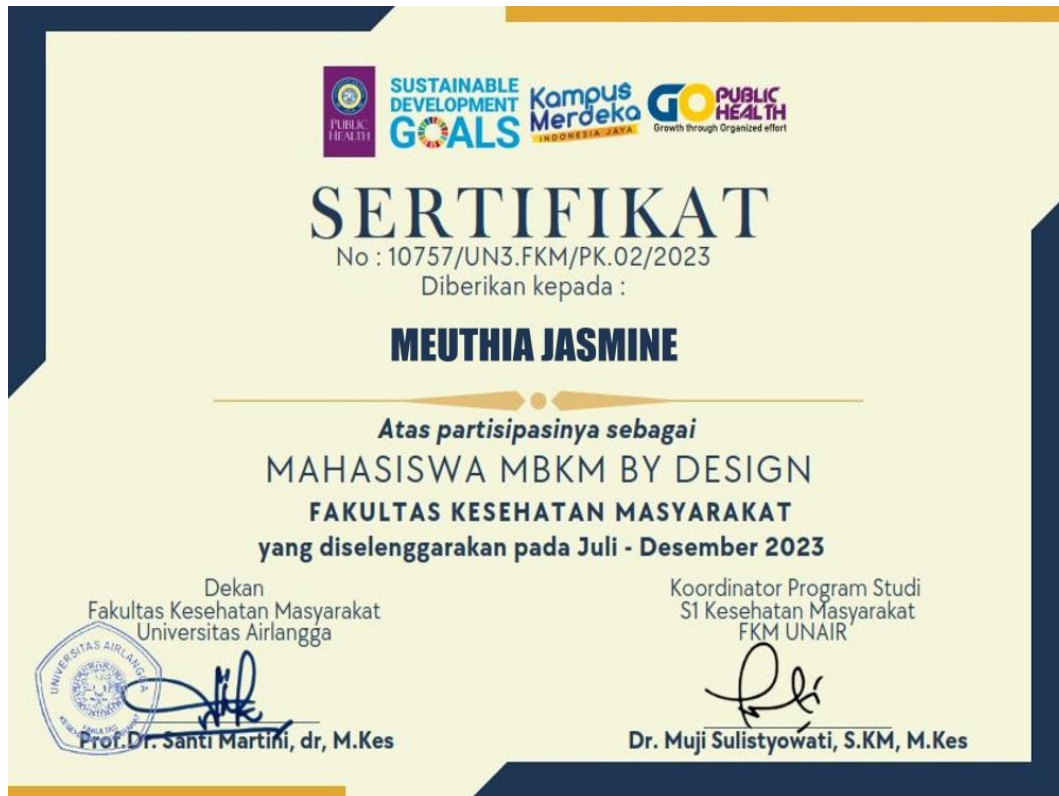 PUBLIC
HEALTH
SUSTAINABLE
DEVELOPMENT
GOALS
Kampus
Merdeka
INDONESIA JAYA
GO PUBLIC
HEALTH
Growth through Organized effort
SERTIFIKAT
No : 10757/UN3.FKM/PK.02/2023
Diberikan kepada :
MEUTHIA JASMINE
Atas partisipasinya sebagai
MAHASISWA MBKM BY DESIGN
FAKULTAS KESEHATAN MASYARAKAT
yang diselenggarakan pada Juli - Desember 2023
Dekan
Fakultas Kesehatan Masyarakat
Universitas Airlangga
UNIVERSITAS AIRLANGGA
FAKULTAS
Prof.Dr. Santi Martini, dr, M.Kes
Koordinator Program Studi
S1 Kesehatan Masyarakat
FKM UNAIR
Dr. Muji Sulistyowati, S.KM, M.Kes